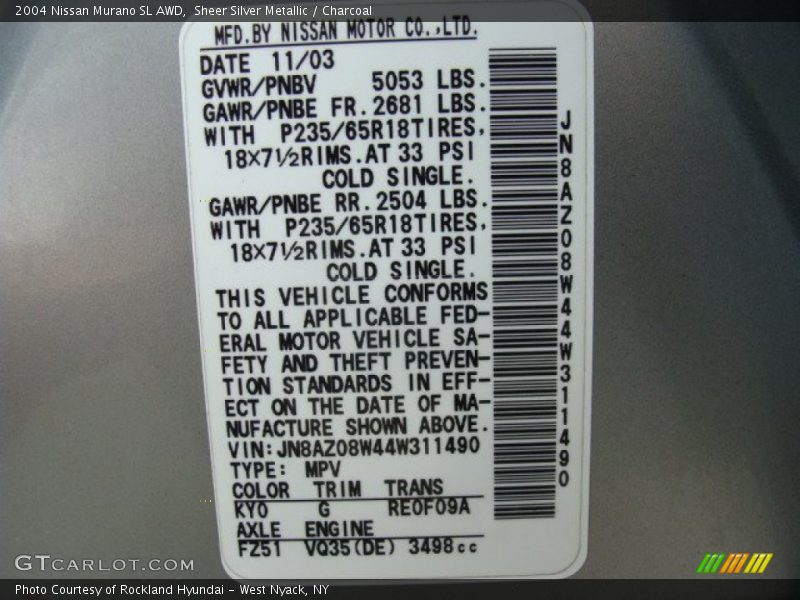 2004 Nissan Murano SL AWD,  Sheer Silver Metallic / Charcoal
MFD.BY NISSAN MOTOR CO.,LTD.
DATE 11/03
GVWR/PNBV 5053 LBS.
GAWR/PNBE FR.2681 LBS.
WITH P235/65R18TIRES,
18×7½RIMS.AT 33 PSI
COLD SINGLE.
GAWR/PNBE RR.2504 LBS.
WITH P235/65R18TIRES,
18×7½RIMS.AT 33 PSI
COLD SINGLE.
THIS VEHICLE CONFORMS
TO ALL APPLICABLE FED-
ERAL MOTOR VEHICLE SA-
FETY AND THEFT PREVEN-
TION STANDARDS IN EFF-
ECT ON THE DATE OF MA-
NUFACTURE SHOWN ABOVE.
VIN:JN8AZ08W44W311490
TYPE: MPV
COLOR TRIM TRANS
KY0 G RE0F09A
AXLE ENGINE
FZ51 VQ35(DE) 3498cc
JN8AZ08W44W311490
GTCARLOT.COM
Photo Courtesy of Rockland Hyundai - West Nyack, NY